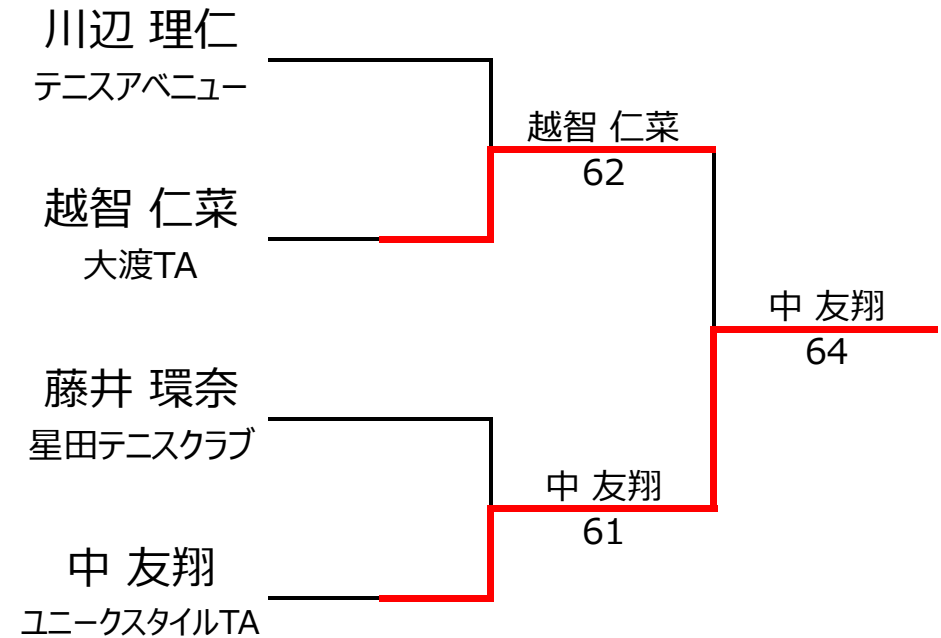 川辺 理仁
テニスアベニュー
越智 仁菜
62
越智 仁菜
大渡TA
中 友翔
64
藤井 環奈
星田テニスクラブ
中 友翔
61
中 友翔
ユニークスタイルTA